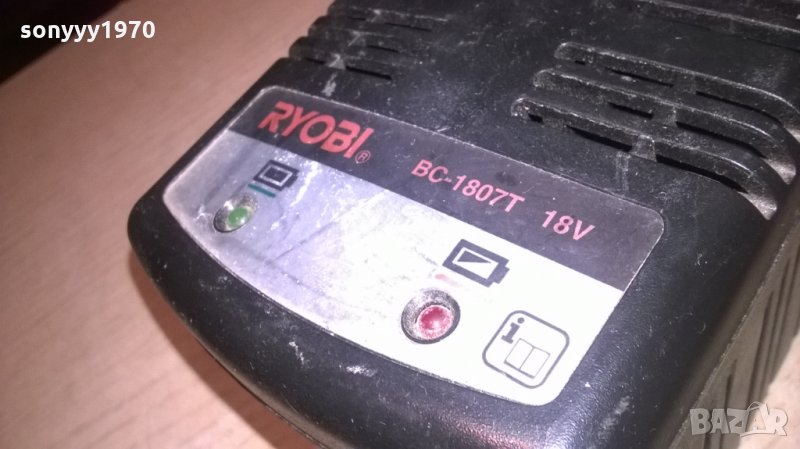 sonyyy1970
RYOBI®
BC-1807T 18V
i
BAZAR